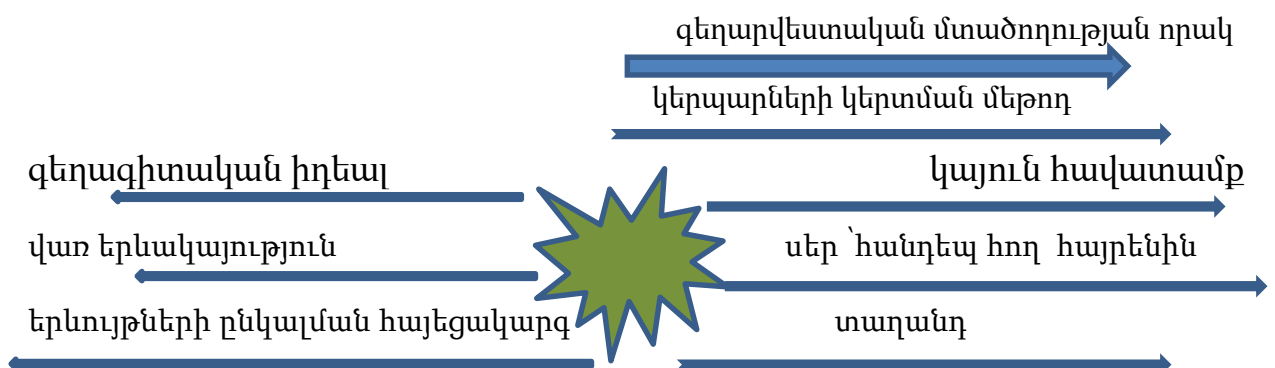 գեղարվեստական մտածողության որակ
կերպարների կերտման մեթոդ
գեղագիտական իդեալ
կայուն հավատամք
վառ երևակայություն
սեր ՝հանդեպ հող հայրենին
երևույթների ընկալման հայեցակարգ
տաղանդ